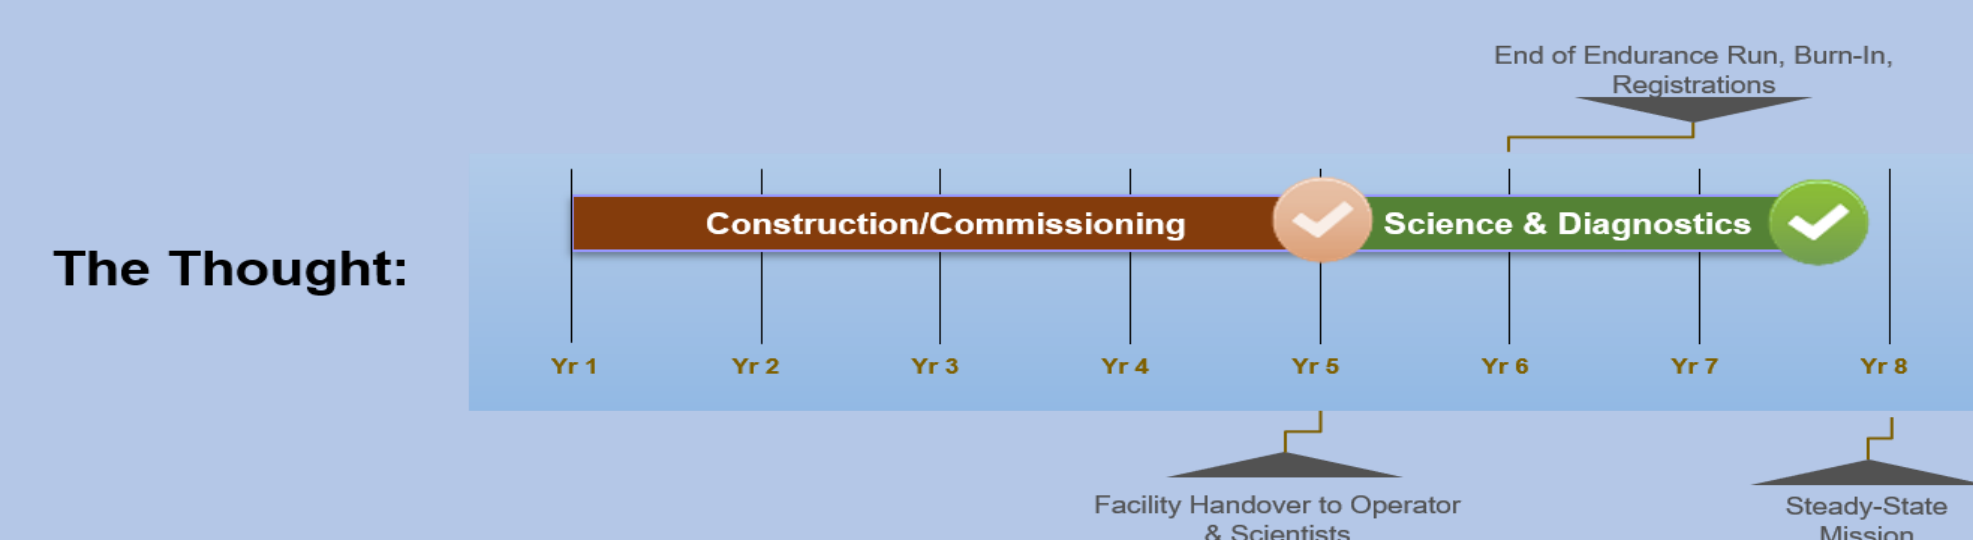 End of Endurance Run, Burn-In,
Registrations
Construction/Commissioning
Science & Diagnostics
The Thought:
Yr 1
Yr 2
Yr 3
Yr 4
Yr 5
Yr 6
Yr 7
Yr 8
Facility Handover to Operator
& Scientists
Steady-State
Mission